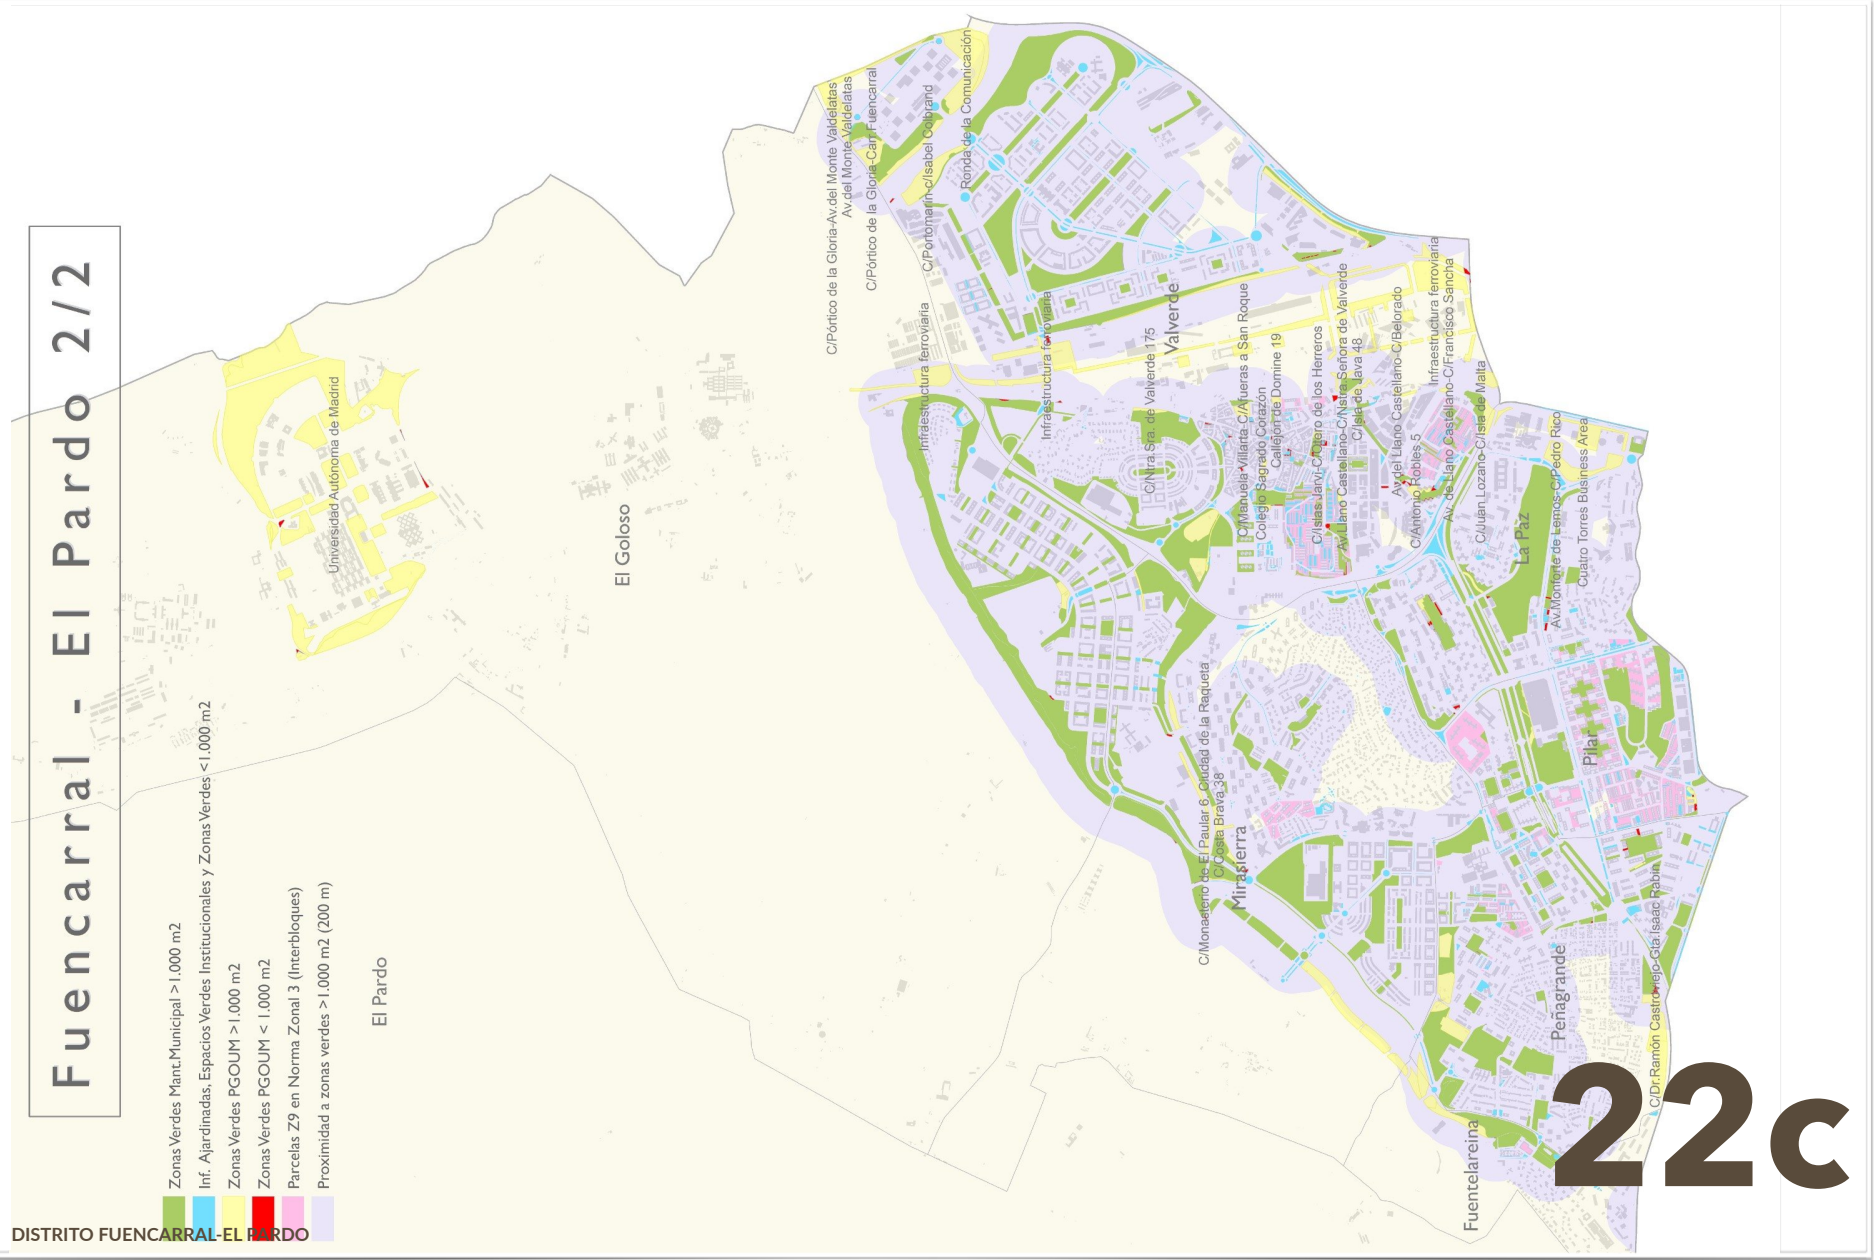 Fuencarral - El Pardo 2/2
Zonas Verdes Mant.Municipal >1.000 m2
Inf. Ajardinadas, Espacios Verdes Institucionales y Zonas Verdes <1.000 m2
Zonas Verdes PGOUM >1.000 m2
Zonas Verdes PGOUM < 1.000 m2
Parcelas Z9 en Norma Zonal 3 (Interbloques)
Proximidad a zonas verdes >1.000 m2 (200 m)
Universidad Autónoma de Madrid
El Pardo
El Goloso
C/Pórtico de la Gloria-Av.del Monte Valdelatas
Av.del Monte Valdelatas
C/Pórtico de la Gloria-Carr.Fuencarral
C/Portomarín-c/Isabel Colbrand
Ronda de la Comunicación
Infraestructura ferroviaria
Infraestructura ferroviaria
C/Ntra.Sra. de Valverde 175
Valverde
C/Manuela Villarta-C/Afueras a San Roque
Colegio Sagrado Corazón
Callejón de Domine 19
C/Islas Jarvi-C/Otero de los Herreros
Av.Llano Castellano-C/Nstra.Señora de Valverde
C/Isla de Java 48
Av.del Llano Castellano-C/Belorado
C/Antonio Robles 5
Infraestructura ferroviaria
Av. de Llano Castellano-C/Francisco Sancha
C/Juan Lozano-C/Isla de Malta
La Paz
Av.Monforte de Lemos-C/Pedro Rico
Cuatro Torres Business Area
C/Monasterio de El Paular 6, Ciudad de la Raqueta
C/Costa Brava 38
Mirasierra
Pilar
Peñagrande
C/Dr.Ramón Castroviejo-Gta.Isaac Rabin
Fuentelareina
22c
DISTRITO FUENCARRAL-EL PARDO